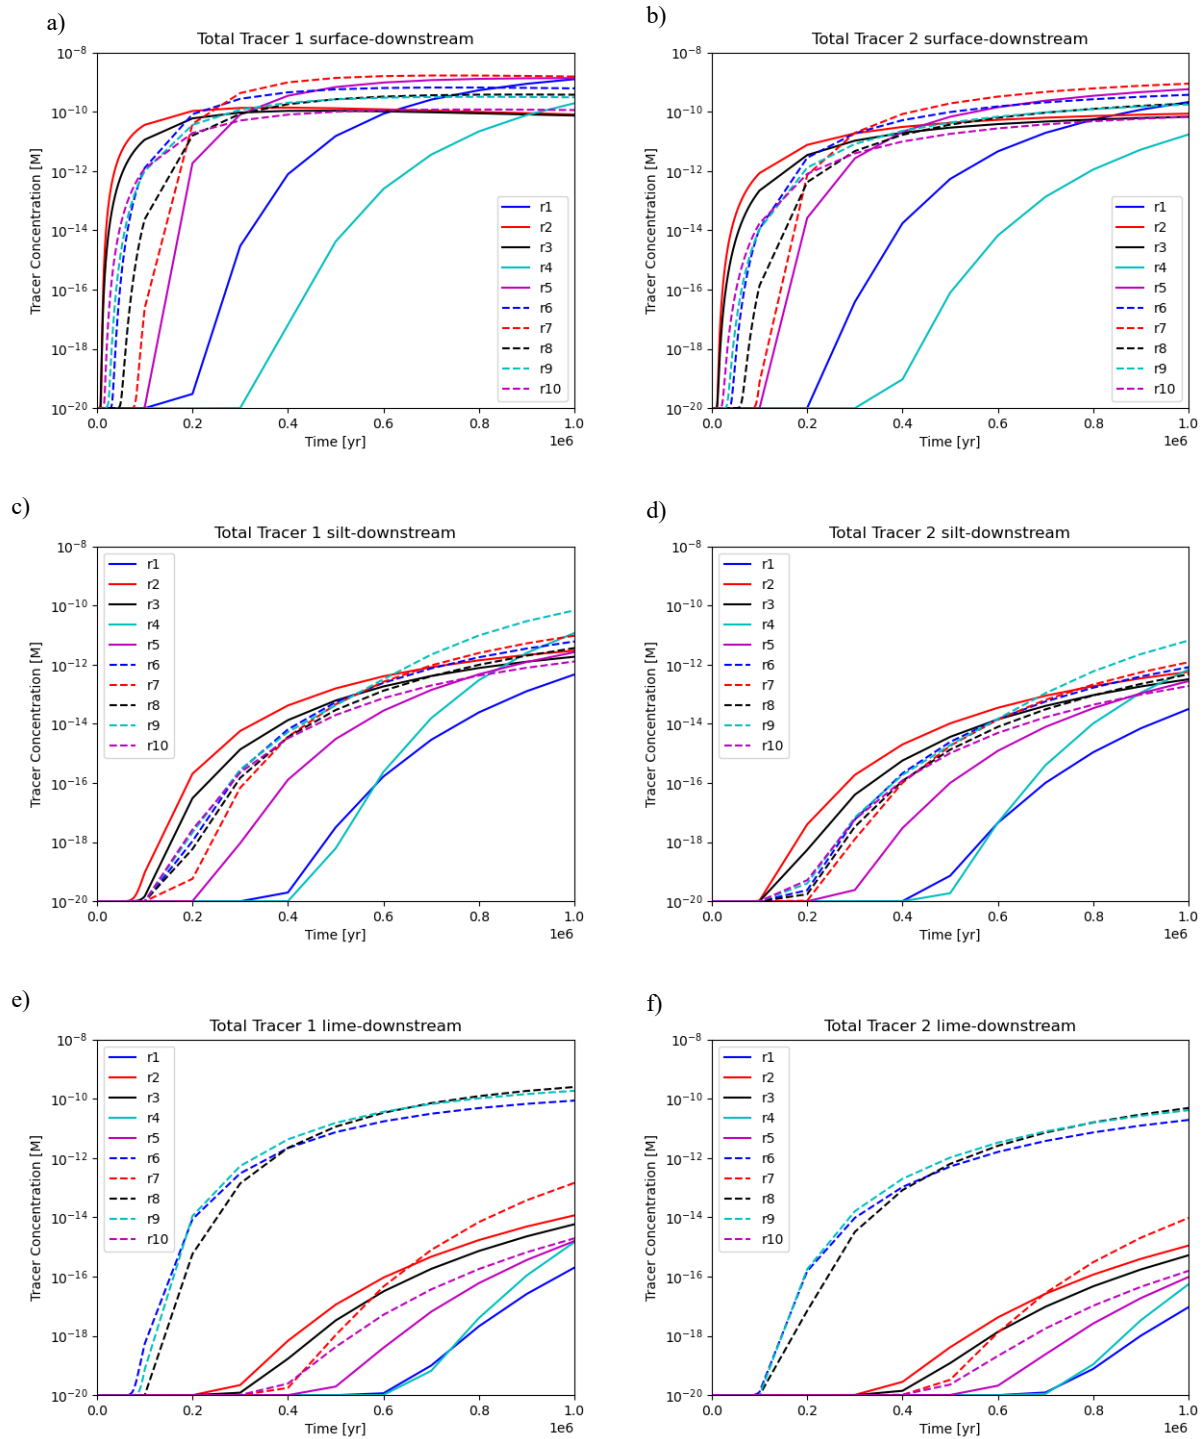 a)
Total Tracer 1 surface-downstream
Tracer Concentration [M]
10⁻⁸
10⁻¹⁰
10⁻¹²
10⁻¹⁴
10⁻¹⁶
10⁻¹⁸
10⁻²⁰
r1
r2
r3
r4
r5
r6
r7
r8
r9
r10
0.0 0.2 0.4 0.6 0.8 1.0
1e6
Time [yr]
b)
Total Tracer 2 surface-downstream
Tracer Concentration [M]
10⁻⁸
10⁻¹⁰
10⁻¹²
10⁻¹⁴
10⁻¹⁶
10⁻¹⁸
10⁻²⁰
r1
r2
r3
r4
r5
r6
r7
r8
r9
r10
0.0 0.2 0.4 0.6 0.8 1.0
1e6
Time [yr]
c)
Total Tracer 1 silt-downstream
Tracer Concentration [M]
10⁻⁸
10⁻¹⁰
10⁻¹²
10⁻¹⁴
10⁻¹⁶
10⁻¹⁸
10⁻²⁰
r1
r2
r3
r4
r5
r6
r7
r8
r9
r10
0.0 0.2 0.4 0.6 0.8 1.0
1e6
Time [yr]
d)
Total Tracer 2 silt-downstream
Tracer Concentration [M]
10⁻⁸
10⁻¹⁰
10⁻¹²
10⁻¹⁴
10⁻¹⁶
10⁻¹⁸
10⁻²⁰
r1
r2
r3
r4
r5
r6
r7
r8
r9
r10
0.0 0.2 0.4 0.6 0.8 1.0
1e6
Time [yr]
e)
Total Tracer 1 lime-downstream
Tracer Concentration [M]
10⁻⁸
10⁻¹⁰
10⁻¹²
10⁻¹⁴
10⁻¹⁶
10⁻¹⁸
10⁻²⁰
r1
r2
r3
r4
r5
r6
r7
r8
r9
r10
0.0 0.2 0.4 0.6 0.8 1.0
1e6
Time [yr]
f)
Total Tracer 2 lime-downstream
Tracer Concentration [M]
10⁻⁸
10⁻¹⁰
10⁻¹²
10⁻¹⁴
10⁻¹⁶
10⁻¹⁸
10⁻²⁰
r1
r2
r3
r4
r5
r6
r7
r8
r9
r10
0.0 0.2 0.4 0.6 0.8 1.0
1e6
Time [yr]